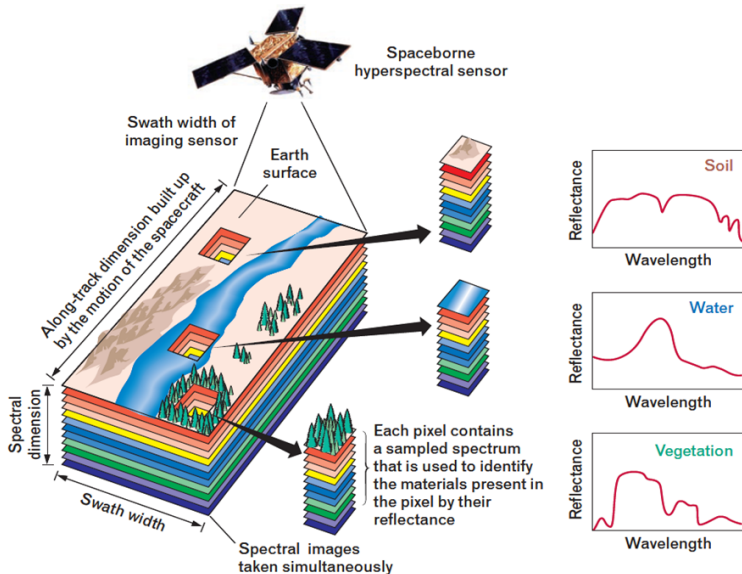 Spaceborne
hyperspectral sensor
Swath width of
imaging sensor
Earth
surface
Along-track dimension built up
by the motion of the spacecraft
Spectral
dimension
Swath width
Spectral images
taken simultaneously
Each pixel contains
a sampled spectrum
that is used to identify
the materials present in
the pixel by their
reflectance
Soil
Reflectance
Wavelength
Water
Reflectance
Wavelength
Vegetation
Reflectance
Wavelength